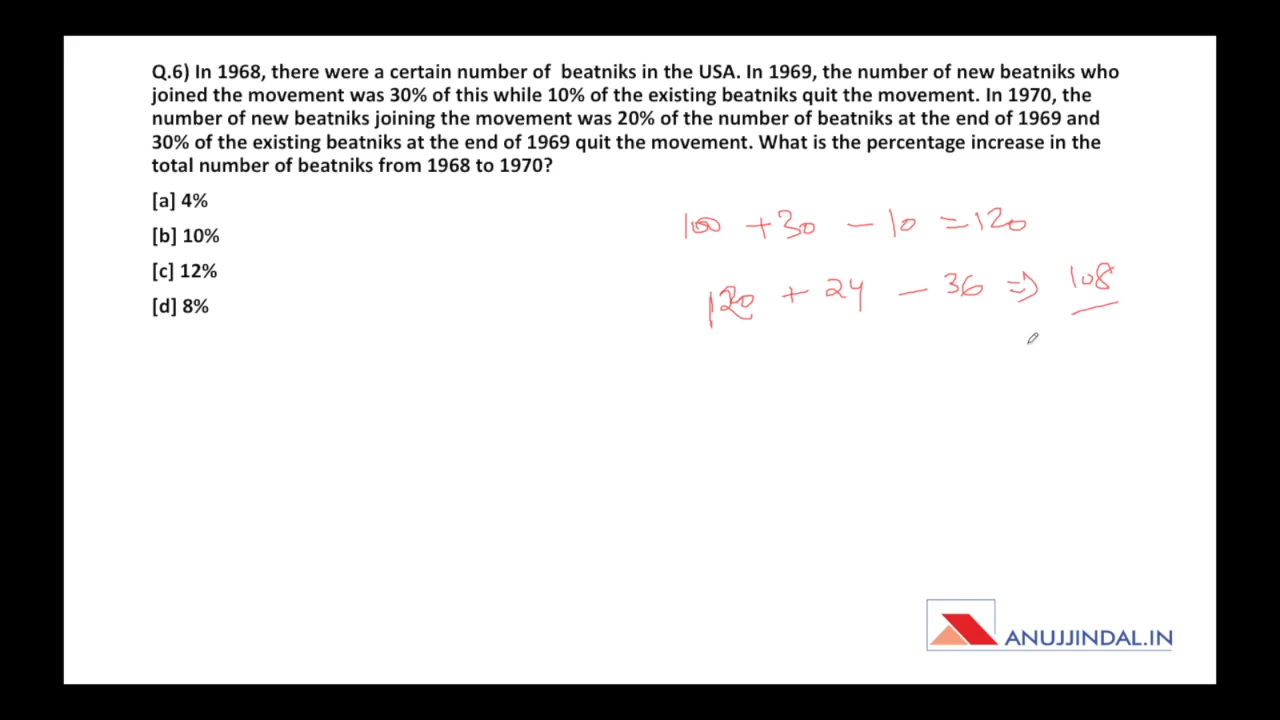 Q.6) In 1968, there were a certain number of beatniks in the USA. In 1969, the number of new beatniks who
joined the movement was 30% of this while 10% of the existing beatniks quit the movement. In 1970, the
number of new beatniks joining the movement was 20% of the number of beatniks at the end of 1969 and
30% of the existing beatniks at the end of 1969 quit the movement. What is the percentage increase in the
total number of beatniks from 1968 to 1970?
[a] 4%
[b] 10%
[c] 12%
[d] 8%
100 + 30 - 10 = 120
120 + 24 - 36 => 108
ANUJJINDAL.IN